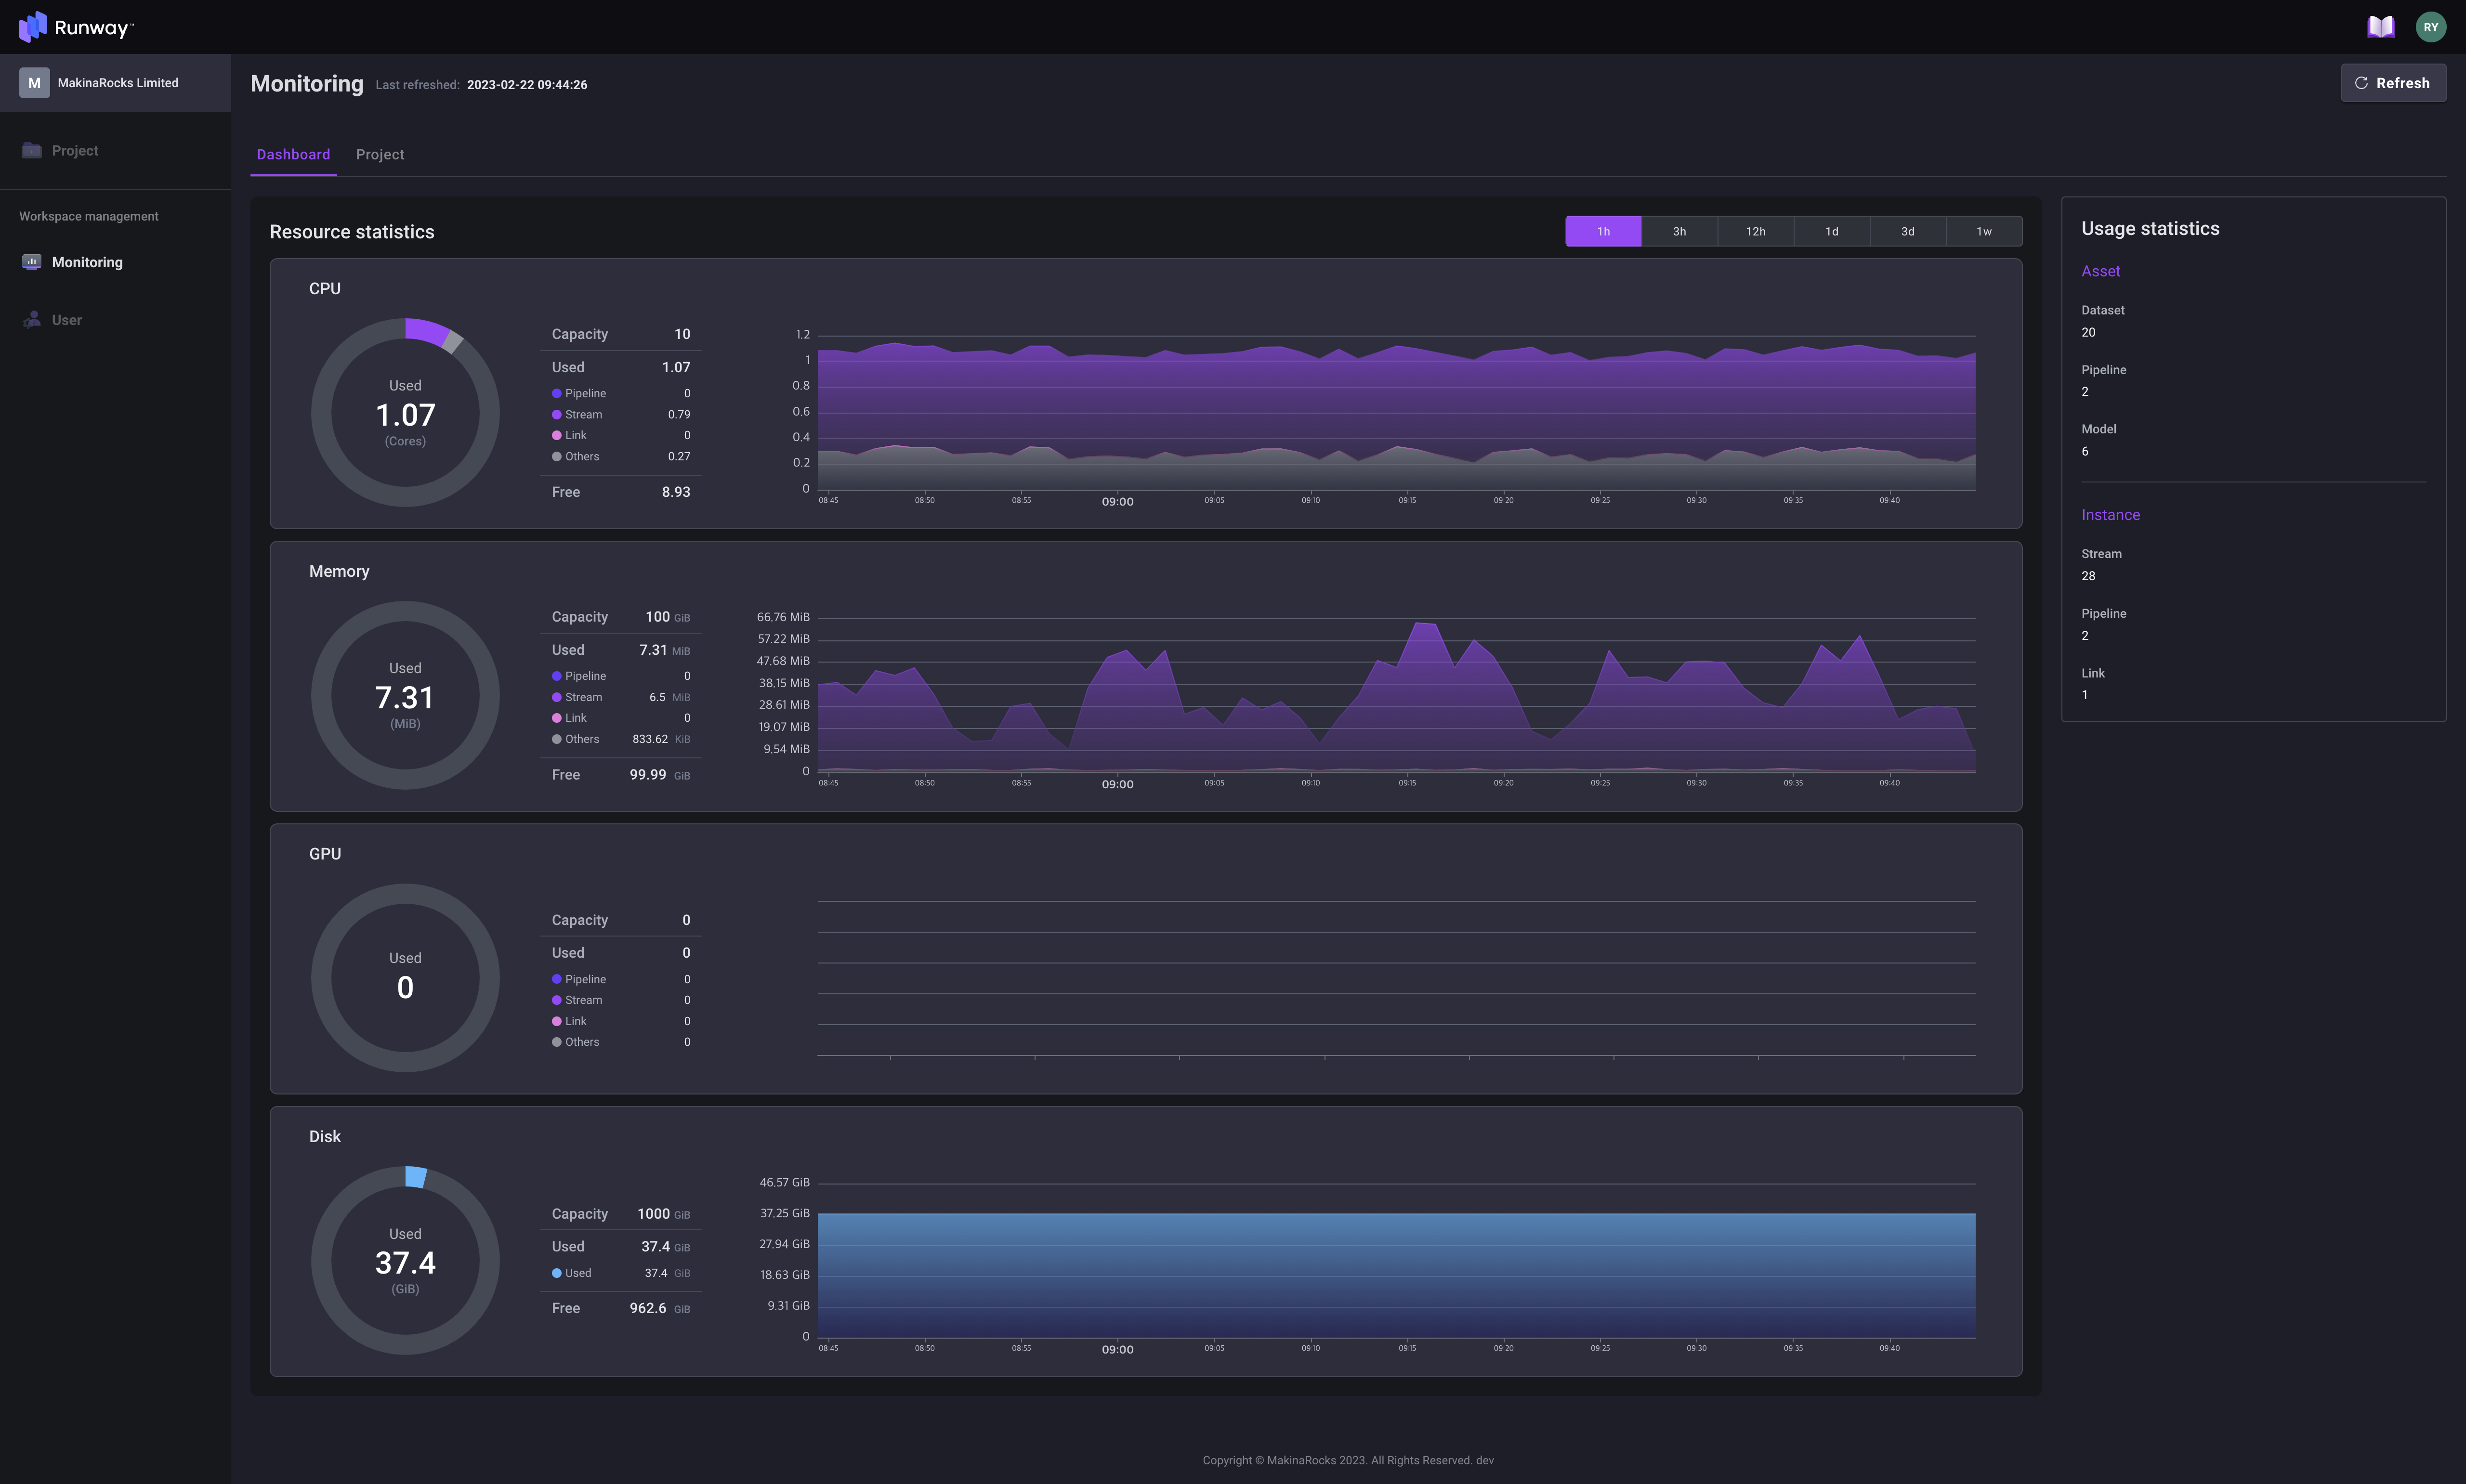 Runway™
RY
M MakinaRocks Limited
Project
Workspace management
Monitoring
User
Monitoring Last refreshed: 2023-02-22 09:44:26
Refresh
Dashboard Project
Resource statistics
1h 3h 12h 1d 3d 1w
CPU
Used
1.07
(Cores)
Capacity 10
Used 1.07
Pipeline 0
Stream 0.79
Link 0
Others 0.27
Free 8.93
1.2
1
0.8
0.6
0.4
0.2
0
08:45 08:50 08:55 09:00 09:05 09:10 09:15 09:20 09:25 09:30 09:35 09:40
Memory
Used
7.31
(MiB)
Capacity 100 GiB
Used 7.31 MiB
Pipeline 0
Stream 6.5 MiB
Link 0
Others 833.62 KiB
Free 99.99 GiB
66.76 MiB
57.22 MiB
47.68 MiB
38.15 MiB
28.61 MiB
19.07 MiB
9.54 MiB
0
08:45 08:50 08:55 09:00 09:05 09:10 09:15 09:20 09:25 09:30 09:35 09:40
GPU
Used
0
Capacity 0
Used 0
Pipeline 0
Stream 0
Link 0
Others 0
Disk
Used
37.4
(GiB)
Capacity 1000 GiB
Used 37.4 GiB
Used 37.4 GiB
Free 962.6 GiB
46.57 GiB
37.25 GiB
27.94 GiB
18.63 GiB
9.31 GiB
0
08:45 08:50 08:55 09:00 09:05 09:10 09:15 09:20 09:25 09:30 09:35 09:40
Usage statistics
Asset
Dataset
20
Pipeline
2
Model
6
Instance
Stream
28
Pipeline
2
Link
1
Copyright © MakinaRocks 2023. All Rights Reserved. dev